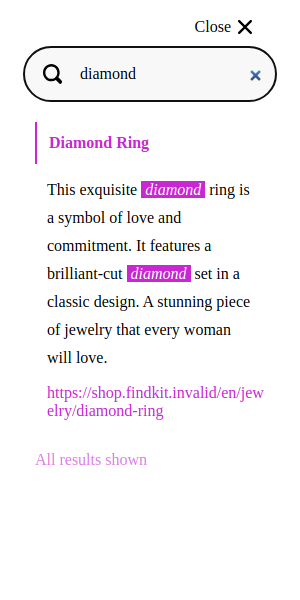 Close
diamond
Diamond Ring
This exquisite diamond ring is
a symbol of love and
commitment. It features a
brilliant-cut diamond set in a
classic design. A stunning piece
of jewelry that every woman
will love.
https://shop.findkit.invalid/en/jew
elry/diamond-ring
All results shown